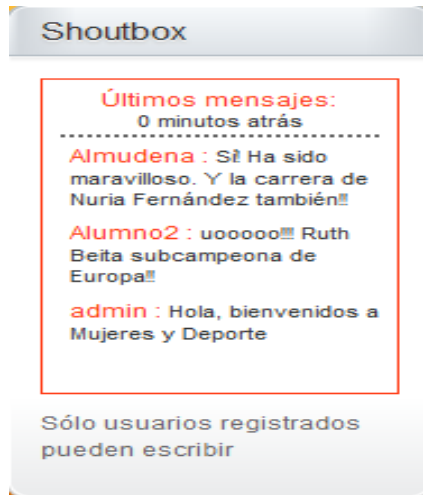 Shoutbox
Últimos mensajes:
0 minutos atrás
Almudena : Sí! Ha sido
maravilloso. Y la carrera de
Nuria Fernández también!!
Alumno2 : uooooo!!! Ruth
Beita subcampeona de
Europa!!
admin : Hola, bienvenidos a
Mujeres y Deporte
Sólo usuarios registrados
pueden escribir